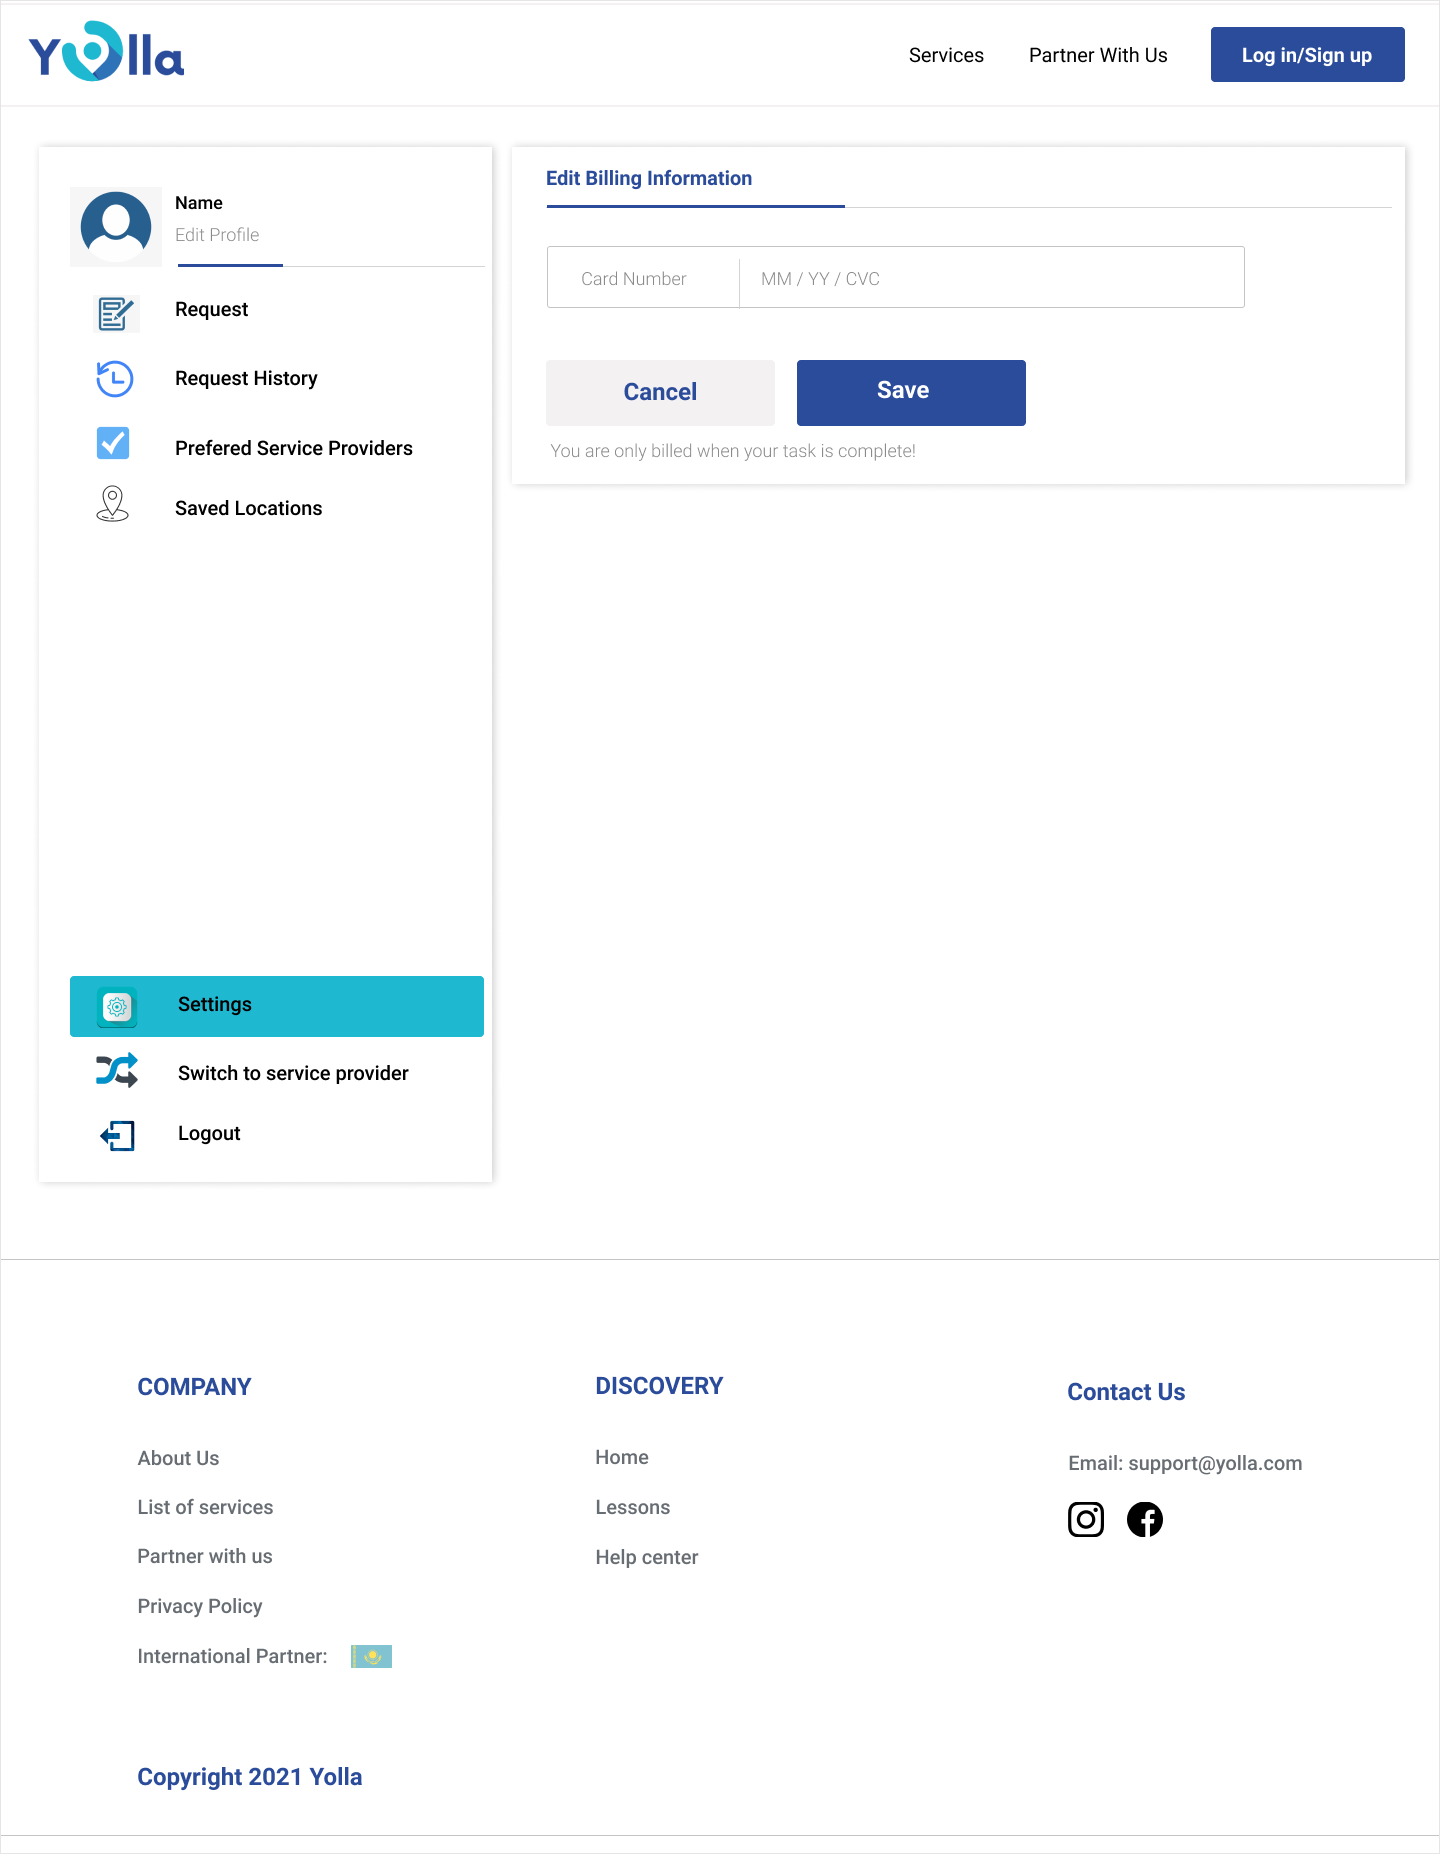 Yolla
Services
Partner With Us
Log in/Sign up
Name
Edit Profile
Request
Request History
Prefered Service Providers
Saved Locations
Settings
Switch to service provider
Logout
Edit Billing Information
Card Number
MM / YY / CVC
Cancel
Save
You are only billed when your task is complete!
COMPANY
About Us
List of services
Partner with us
Privacy Policy
International Partner:
DISCOVERY
Home
Lessons
Help center
Contact Us
Email: support@yolla.com
Copyright 2021 Yolla